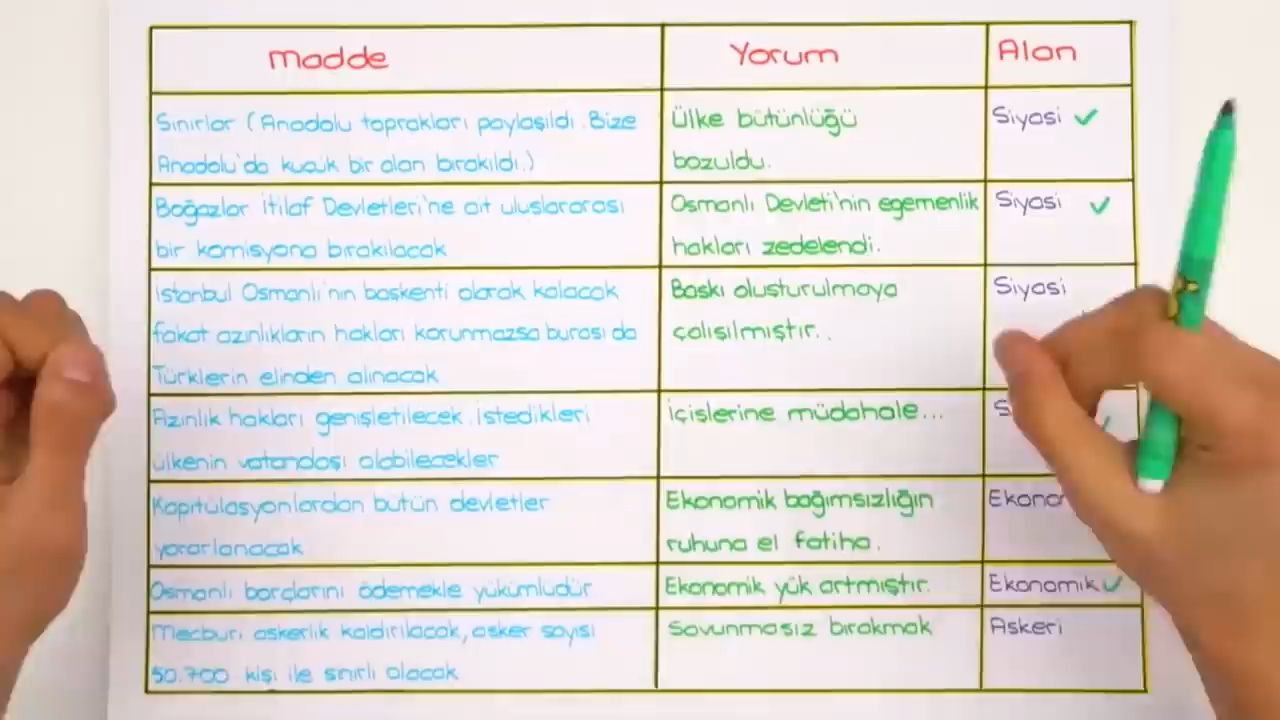 Madde Yorum Alan
Sınırlar (Anadolu toprakları paylaşıldı. Bize
Anadolu'da küçük bir alan bırakıldı.)
Ülke bütünlüğü
bozuldu.
Siyasi ✓
Boğazlar itilaf Devletleri'ne ait uluslararası
bir komisyona bırakılacak
Osmanlı Devleti'nin egemenlik
hakları zedelendi.
Siyasi ✓
İstanbul Osmanlı'nın başkenti olarak kalacak
fakat azınlıkların hakları korunmazsa burası da
Türklerin elinden alınacak
Baskı oluşturulmaya
çalışılmıştır..
Siyasi
Azınlık hakları genişletilecek. İstedikleri
ülkenin vatandaşı olabilecekler
İçişlerine müdahale...
Kapitülasyonlardan bütün devletler
yararlanacak
Ekonomik bağımsızlığın
ruhuna el fatiha.
Osmanlı borçlarını ödemekle yükümlüdür
Ekonomik yük artmıştır.
Ekonomik ✓
Mecburi askerlik kaldırılacak, asker sayısı
50.700 kişi ile sınırlı olacak
Savunmasız bırakmak
Askeri